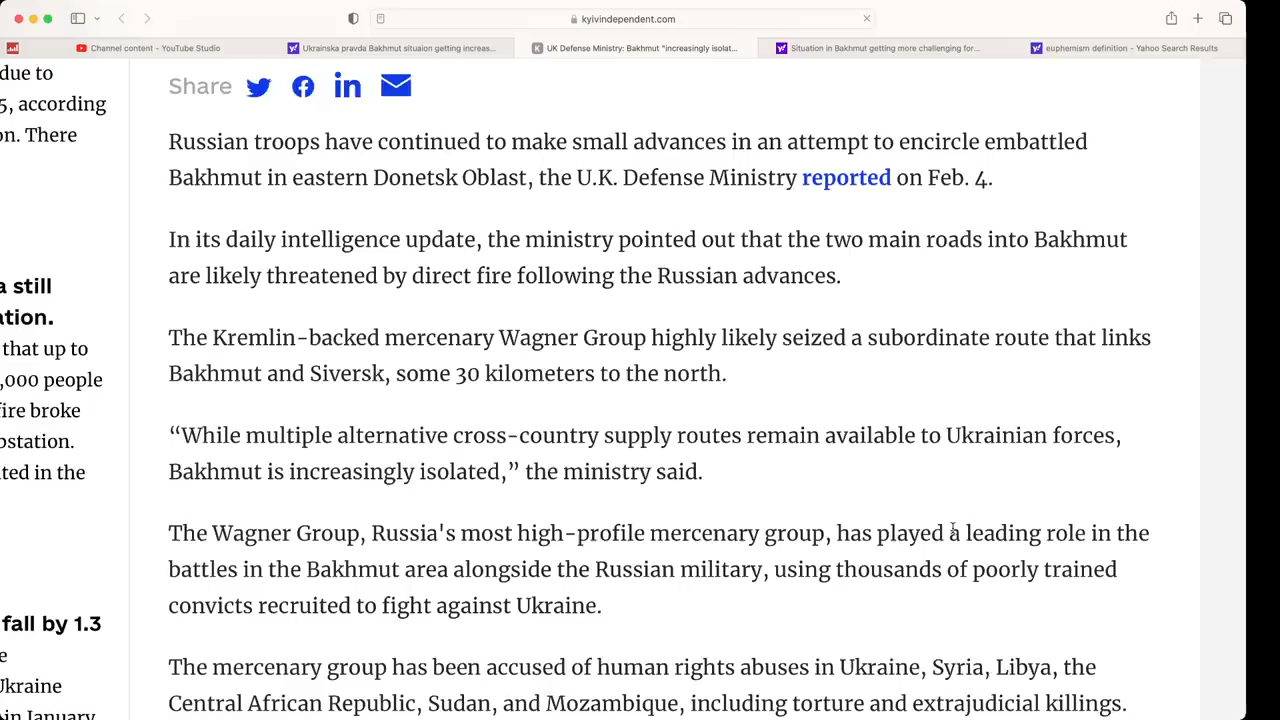 kyivindependent.com
Channel content - YouTube Studio
Ukrainska pravda Bakhmut situaion getting increas...
UK Defense Ministry: Bakhmut "increasingly isolat...
Situation in Bakhmut getting more challenging for...
euphemism definition - Yahoo Search Results
due to
5, according
on. There
a still
ation.
that up to
,000 people
fire broke
bstation.
ted in the
fall by 1.3
e
Ukraine
in January
Share
Russian troops have continued to make small advances in an attempt to encircle embattled
Bakhmut in eastern Donetsk Oblast, the U.K. Defense Ministry reported on Feb. 4.
In its daily intelligence update, the ministry pointed out that the two main roads into Bakhmut
are likely threatened by direct fire following the Russian advances.
The Kremlin-backed mercenary Wagner Group highly likely seized a subordinate route that links
Bakhmut and Siversk, some 30 kilometers to the north.
“While multiple alternative cross-country supply routes remain available to Ukrainian forces,
Bakhmut is increasingly isolated,” the ministry said.
The Wagner Group, Russia's most high-profile mercenary group, has played a leading role in the
battles in the Bakhmut area alongside the Russian military, using thousands of poorly trained
convicts recruited to fight against Ukraine.
The mercenary group has been accused of human rights abuses in Ukraine, Syria, Libya, the
Central African Republic, Sudan, and Mozambique, including torture and extrajudicial killings.